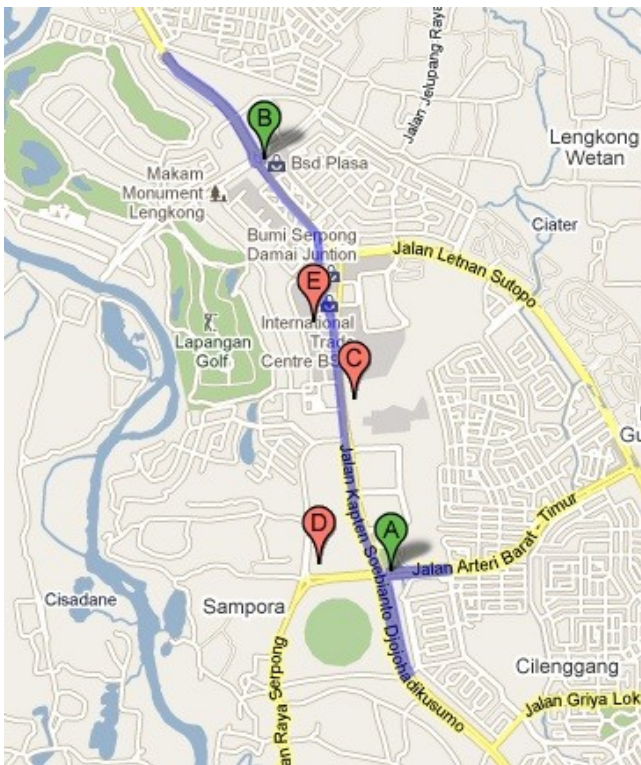 Jalan Jelupang Raya
B
Bsd Plasa
Lengkong
Wetan
Makam
Monument
Lengkong
Ciater
Bumi Serpong
Damai Juntion
Jalan Letnan Sutopo
E
International
Trade
Centre BS
Lapangan
Golf
C
Gu
Jalan Kapten Soebianto Djojohadikusumo
D
A
Jalan Arteri Barat - Timur
Cisadane
Sampora
Cilenggang
an Raya Serpong
Jalan Griya Lok